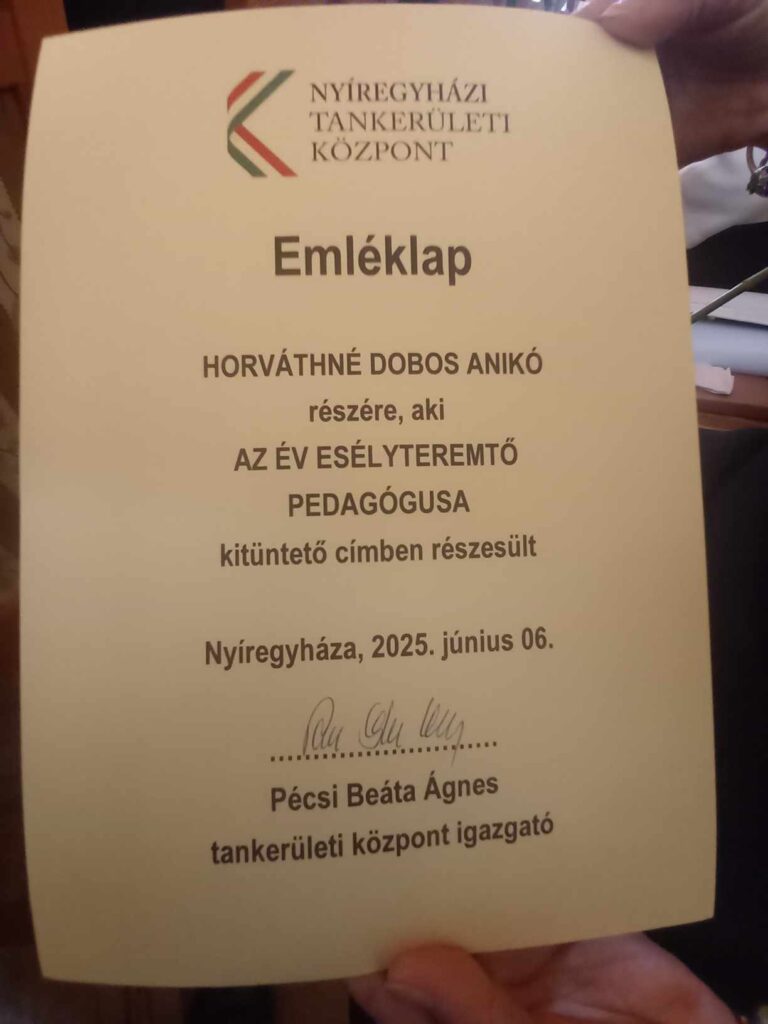 NYÍREGYHÁZI
TANKERÜLETI
KÖZPONT
Emléklap
HORVÁTHNÉ DOBOS ANIKÓ
részére, aki
AZ ÉV ESÉLYTEREMTŐ
PEDAGÓGUSA
kitüntető címben részesült
Nyíregyháza, 2025. június 06.
Pécsi Beáta Ágnes
tankerületi központ igazgató